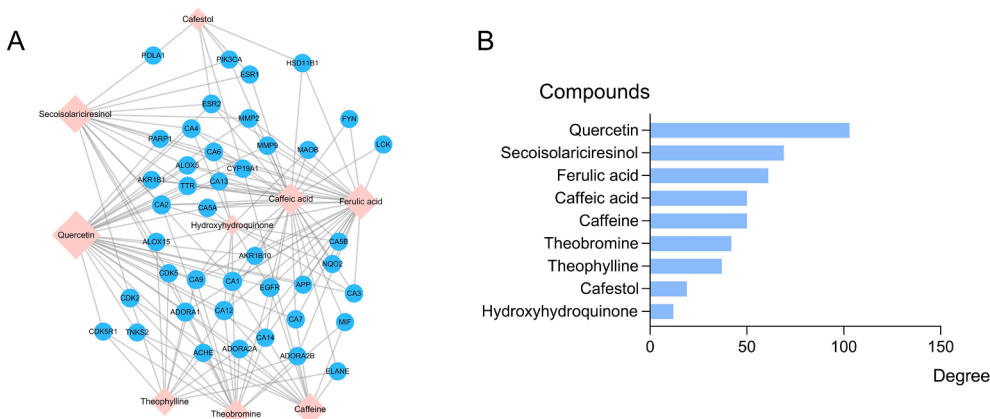 A
Cafestol
POLA1
PIK3CA
HSD11B1
ESR1
Secoisolariciresinol
ESR2
MMP2
FYN
CA4
PARP1
MMP9
LCK
CA6
MAOB
ALOX5
CYP19A1
AKR1B1
TTR
CA13
CA2
CA5A
Caffeic acid
Ferulic acid
Hydroxyhydroquinone
Quercetin
ALOX15
CA5B
AKR1B10
NQO2
CDK5
CA9
CA1
EGFR
APP
CA3
CDK2
ADORA1
CA12
CA7
MIF
CDK5R1
TNKS2
CA14
ACHE
ADORA2A
ADORA2B
ELANE
Theophylline
Theobromine
Caffeine
B
Compounds
Quercetin
Secoisolariciresinol
Ferulic acid
Caffeic acid
Caffeine
Theobromine
Theophylline
Cafestol
Hydroxyhydroquinone
0 50 100 150
Degree